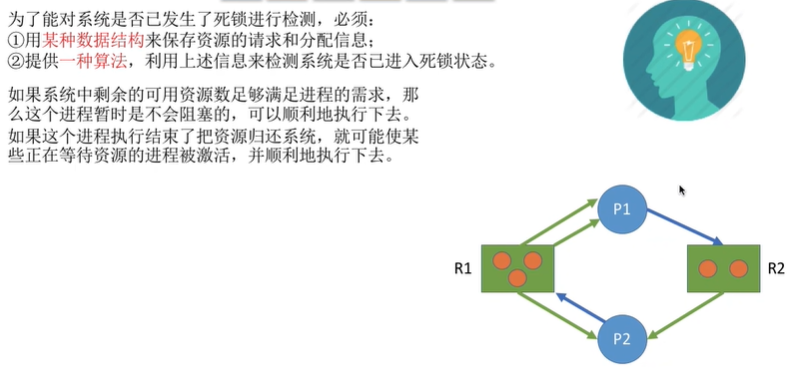 为了能对系统是否已发生了死锁进行检测，必须：
①用某种数据结构来保存资源的请求和分配信息；
②提供一种算法，利用上述信息来检测系统是否已进入死锁状态。
如果系统中剩余的可用资源数足够满足进程的需求，那
么这个进程暂时是不会阻塞的，可以顺利地执行下去。
如果这个进程执行结束了把资源归还系统，就可能使某
些正在等待资源的进程被激活，并顺利地执行下去。
P1
R1
R2
P2